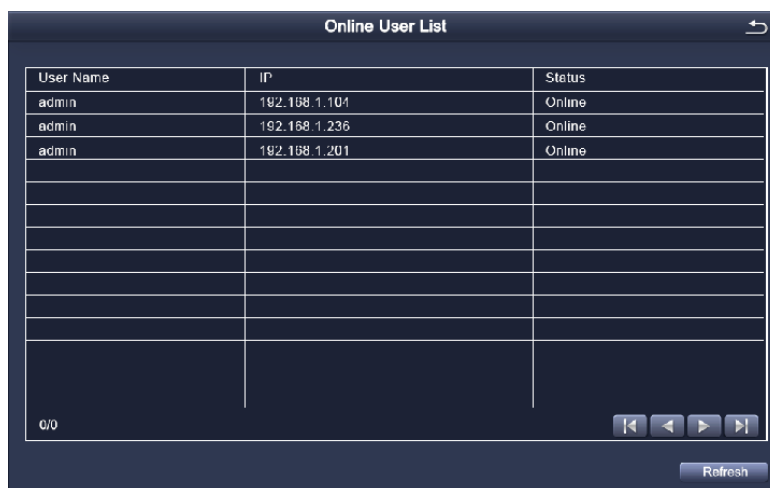 Online User List
User Name IP Status
admin 192.168.1.104 Online
admin 192.168.1.236 Online
admin 192.168.1.201 Online
0/0
Refresh